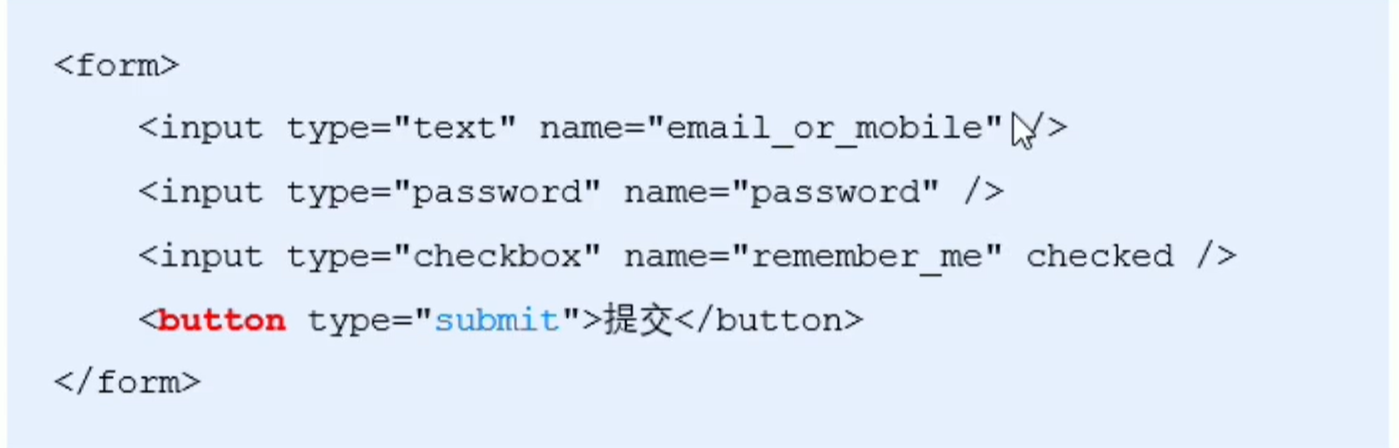 <form>
<input type="text" name="email_or_mobile" />
<input type="password" name="password" />
<input type="checkbox" name="remember_me" checked />
<button type="submit">提交</button>
</form>